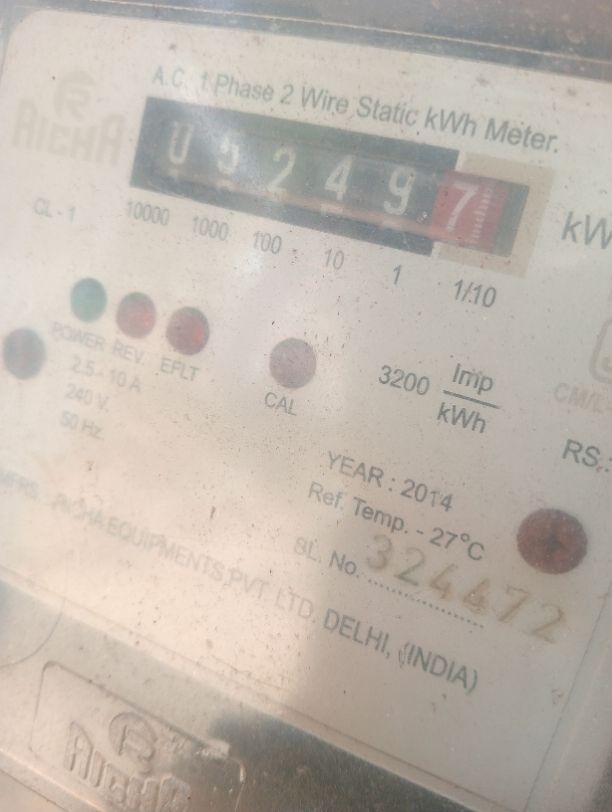 A.C. 1 Phase 2 Wire Static kWh Meter.
RICHA
0 5 2 4 9 7
kW
CL - 1
10000 1000 100 10 1 1/10
POWER REV. EFLT
2.5 - 10 A
240 V.
50 Hz.
CAL
3200 Imp
kWh
CM/L
RS.
YEAR : 2014
Ref. Temp. - 27°C
SL. No. 324472
MFRS. RICHA EQUIPMENTS PVT. LTD. DELHI, (INDIA)
RICHA